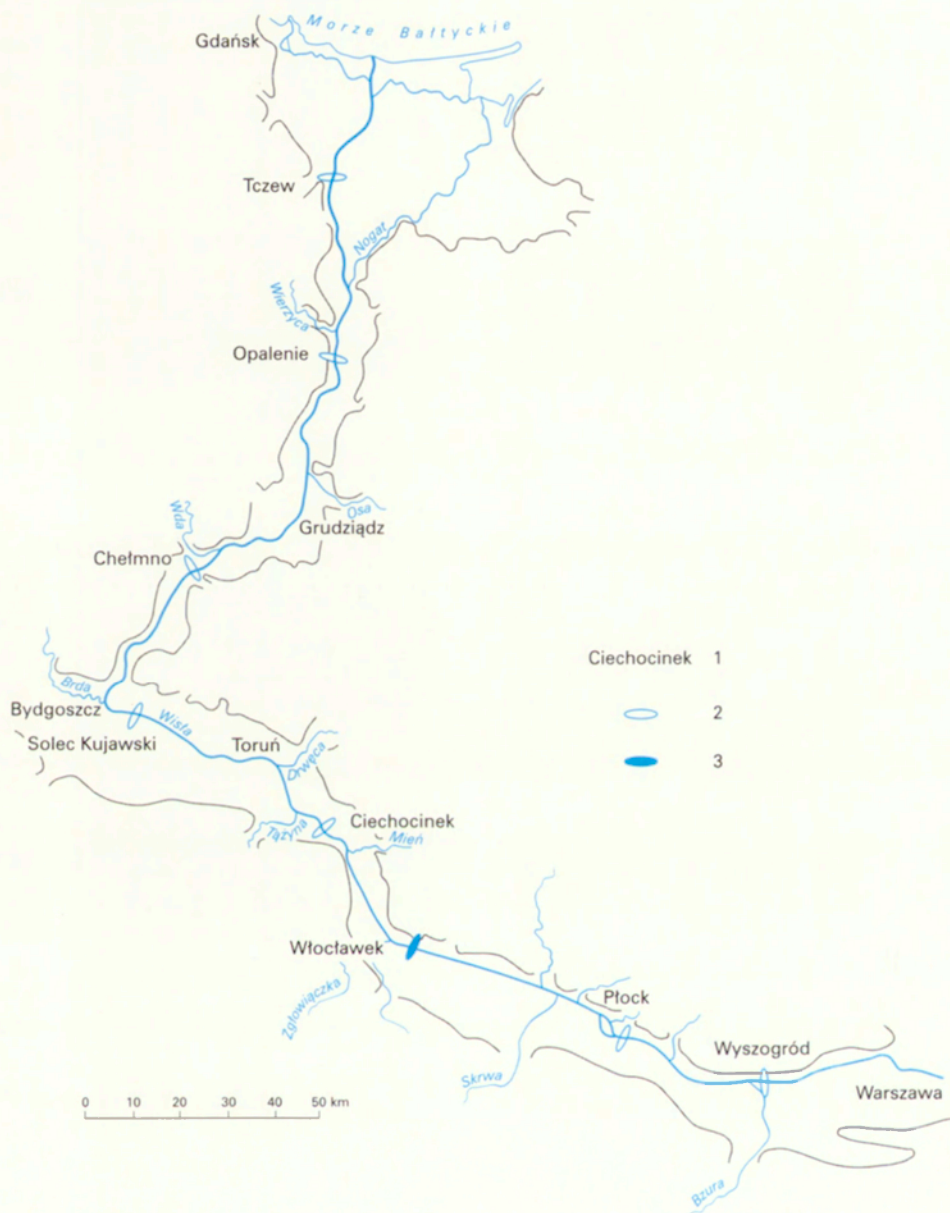 Morze Bałtyckie
Gdańsk
Tczew
Nogat
Wierzyca
Opalenie
Osa
Grudziądz
Wda
Chełmno
Ciechocinek 1
2
3
Brda
Bydgoszcz
Wisła
Solec Kujawski
Toruń
Drwęca
Ciechocinek
Tążyna
Mień
Włocławek
Zgłowiączka
Płock
Wyszogród
Skrwa
Warszawa
0 10 20 30 40 50 km
Bzura